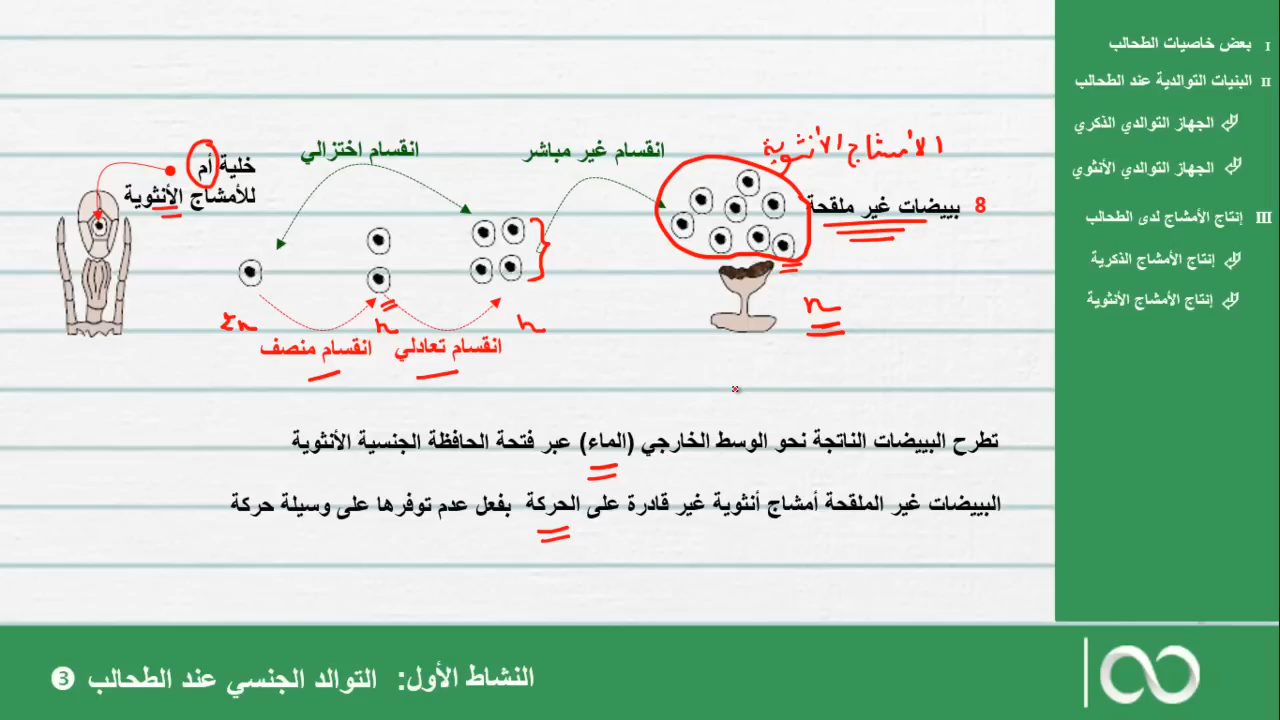 I بعض خاصيات الطحالب
II البنيات التوالدية عند الطحالب
الجهاز التوالدي الذكري
الجهاز التوالدي الأنثوي
III إنتاج الأمشاج لدى الطحالب
إنتاج الأمشاج الذكرية
إنتاج الأمشاج الأنثوية
الأمشاج الأنثوية
انقسام غير مباشر
انقسام اختزالي
خلية أم
للأمشاج الأنثوية
8 بييضات غير ملقحة
n
2n
n
n
انقسام منصف
انقسام تعادلي
تطرح البييضات الناتجة نحو الوسط الخارجي (الماء) عبر فتحة الحافظة الجنسية الأنثوية
البييضات غير الملقحة أمشاج أنثوية غير قادرة على الحركة بفعل عدم توفرها على وسيلة حركة
النشاط الأول: التوالد الجنسي عند الطحالب 3